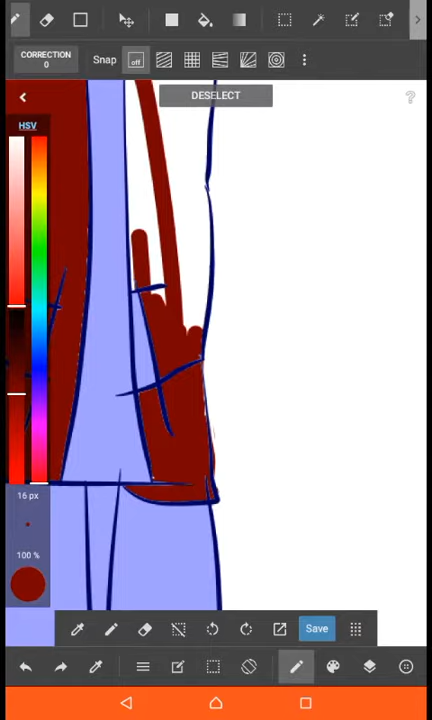 CORRECTION
0
Snap
off
DESELECT
?
HSV
16 px
100 %
Save